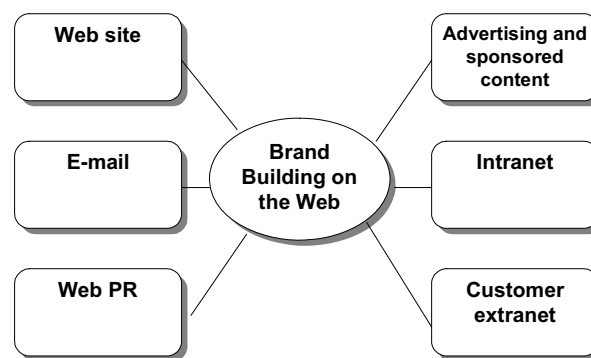 Web site
Advertising and
sponsored
content
E-mail
Brand
Building on
the Web
Intranet
Web PR
Customer
extranet